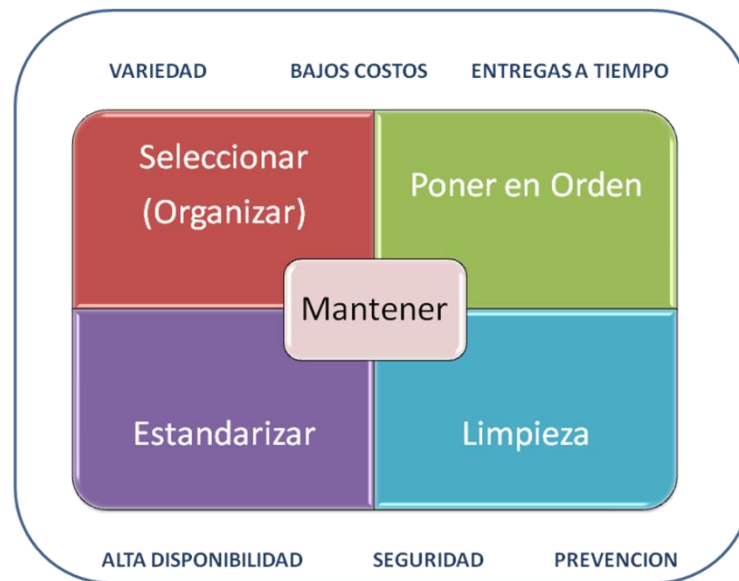 VARIEDAD BAJOS COSTOS ENTREGAS A TIEMPO
Seleccionar
(Organizar)
Poner en Orden
Mantener
Estandarizar
Limpieza
ALTA DISPONIBILIDAD SEGURIDAD PREVENCION